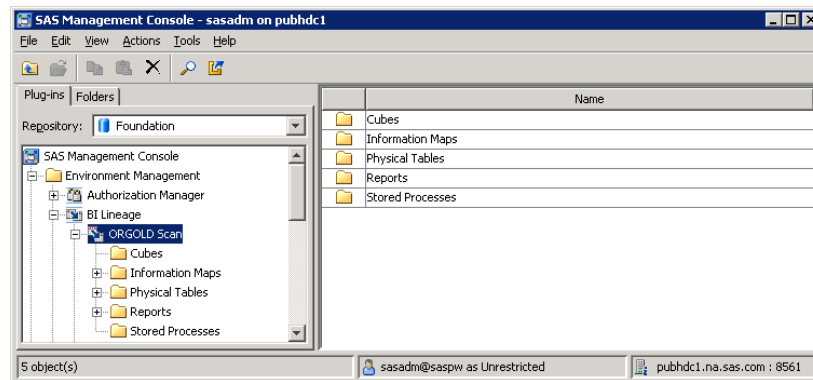 SAS Management Console - sasadm on pubhdc1
File Edit View Actions Tools Help
Plug-ins Folders
Repository: Foundation
SAS Management Console
Environment Management
Authorization Manager
BI Lineage
ORGOLD Scan
Cubes
Information Maps
Physical Tables
Reports
Stored Processes
Name
Cubes
Information Maps
Physical Tables
Reports
Stored Processes
5 object(s)
sasadm@saspw as Unrestricted
pubhdc1.na.sas.com : 8561